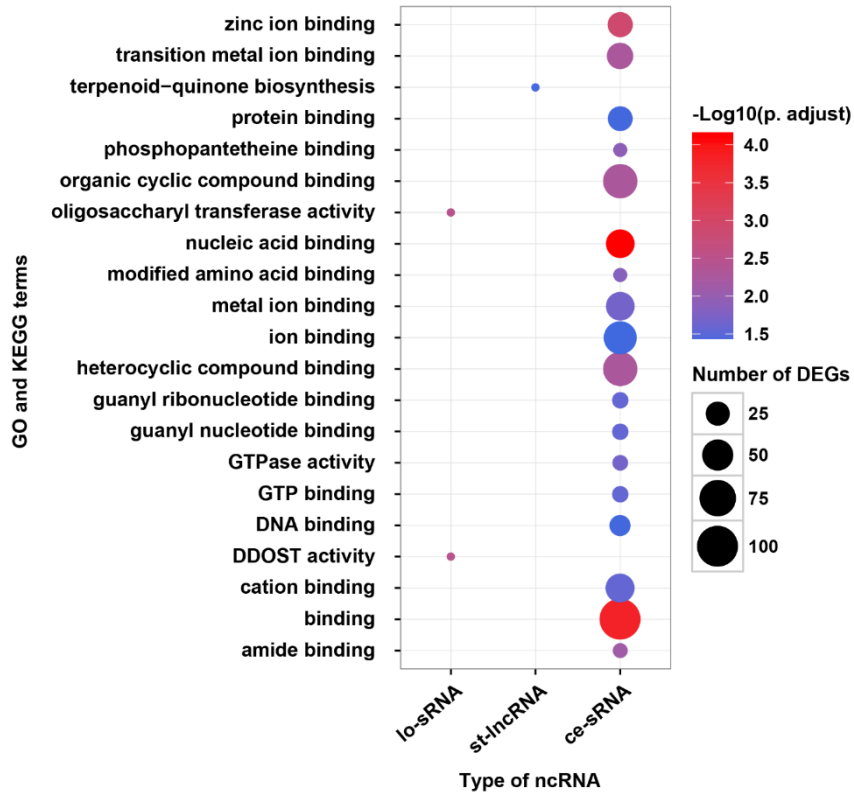 GO and KEGG terms
zinc ion binding
transition metal ion binding
terpenoid−quinone biosynthesis
protein binding
phosphopantetheine binding
organic cyclic compound binding
oligosaccharyl transferase activity
nucleic acid binding
modified amino acid binding
metal ion binding
ion binding
heterocyclic compound binding
guanyl ribonucleotide binding
guanyl nucleotide binding
GTPase activity
GTP binding
DNA binding
DDOST activity
cation binding
binding
amide binding
lo-sRNA
st-lncRNA
ce-sRNA
Type of ncRNA
-Log10(p. adjust)
4.0
3.5
3.0
2.5
2.0
1.5
Number of DEGs
25
50
75
100